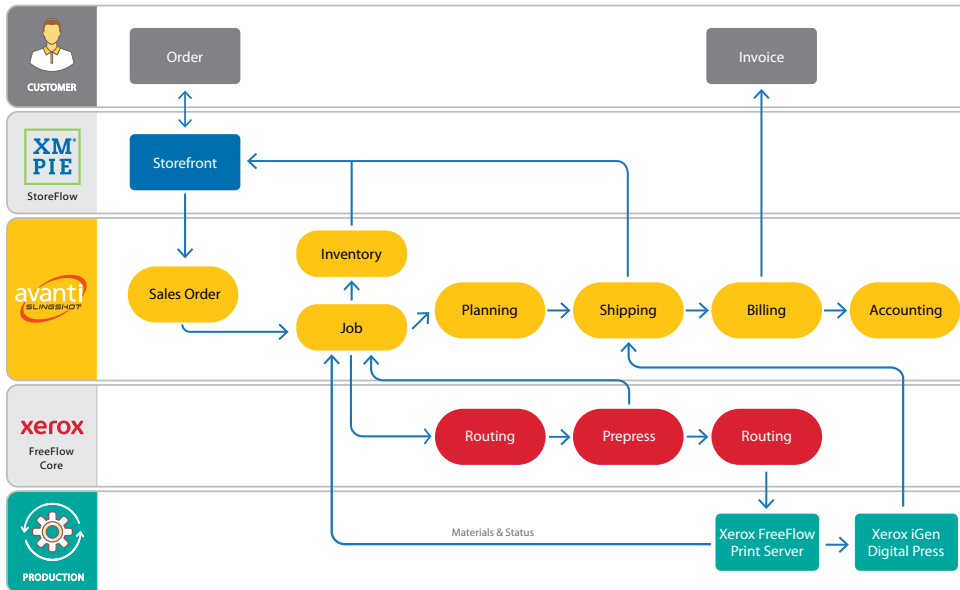 Order
Invoice
CUSTOMER
XM®
PIE
StoreFlow
Storefront
avanti
SLINGSHOT
Inventory
Sales Order
Job
Planning
Shipping
Billing
Accounting
xerox
FreeFlow
Core
Routing
Prepress
Routing
PRODUCTION
Materials & Status
Xerox FreeFlow
Print Server
Xerox iGen
Digital Press